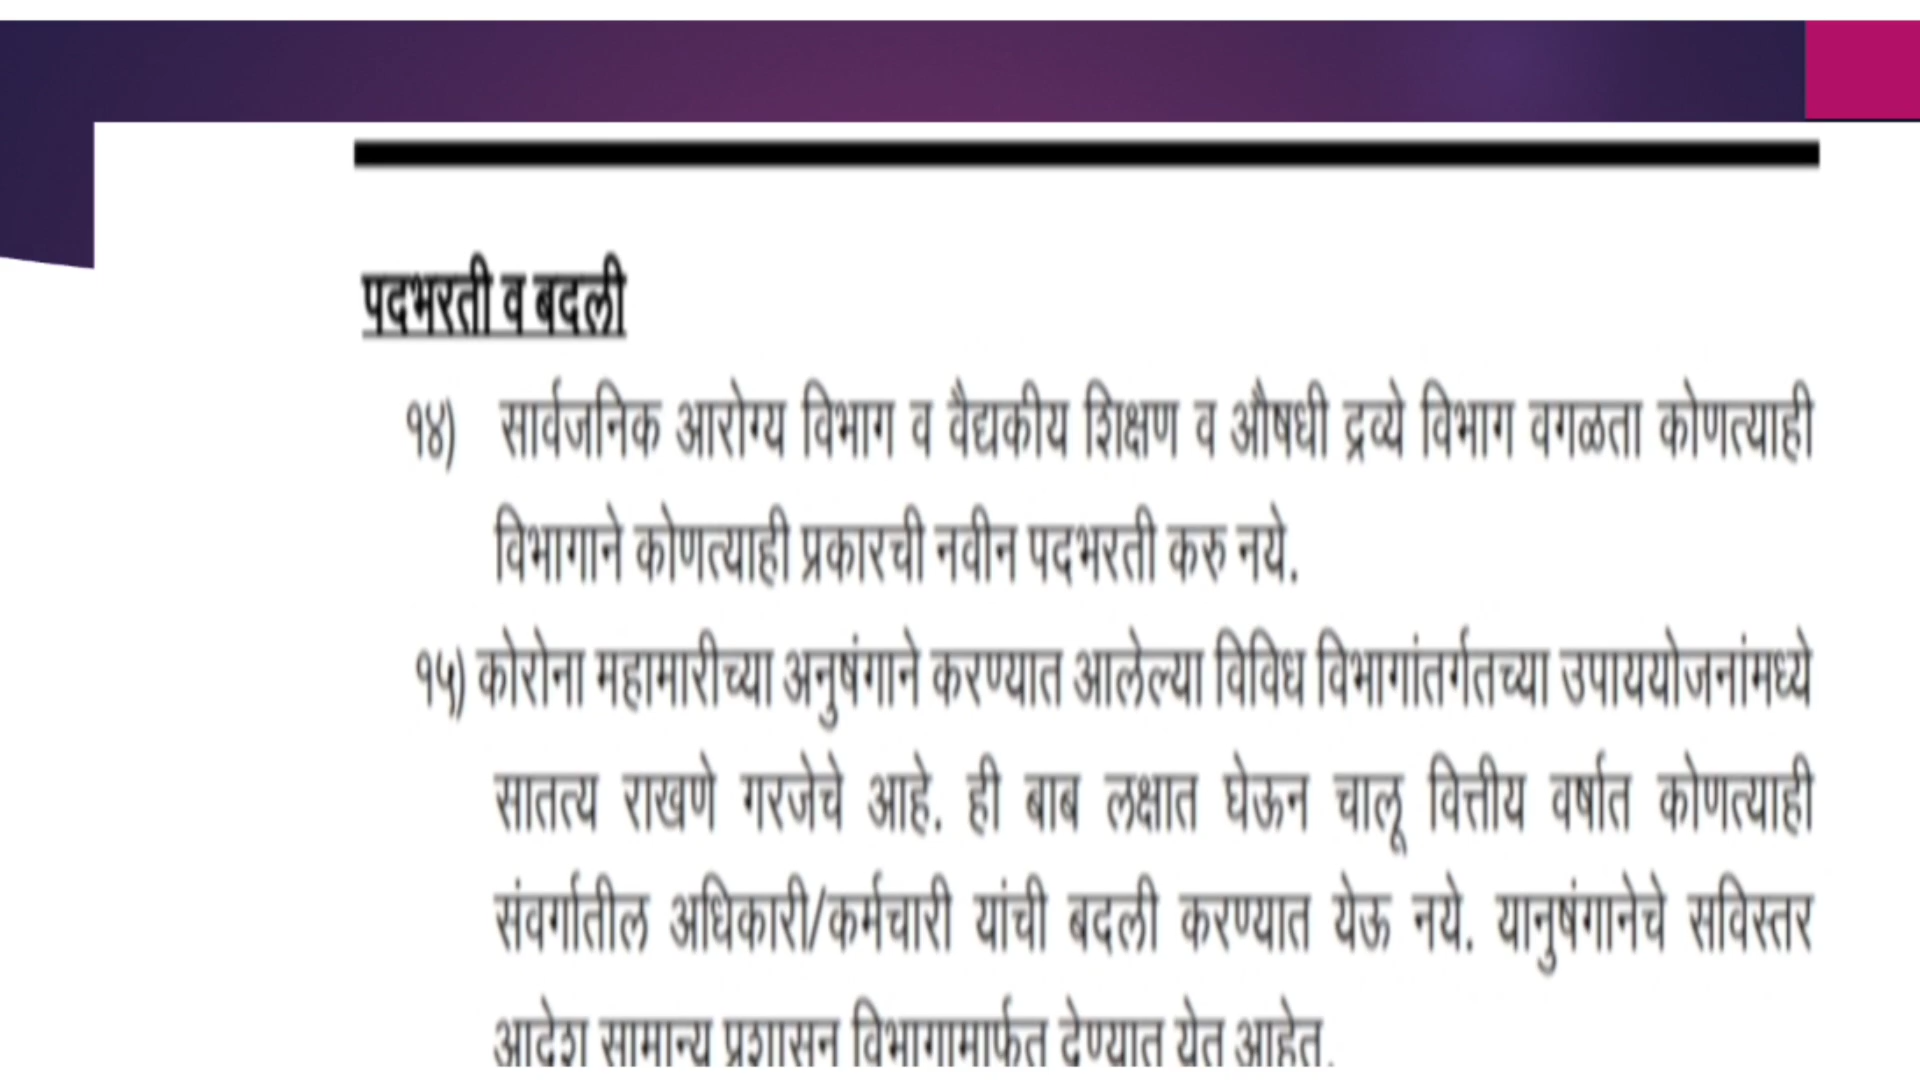 पदभरती व बदली
१४) सार्वजनिक आरोग्य विभाग व वैद्यकीय शिक्षण व औषधी द्रव्ये विभाग वगळता कोणत्याही
विभागाने कोणत्याही प्रकारची नवीन पदभरती करु नये.
१५) कोरोना महामारीच्या अनुषंगाने करण्यात आलेल्या विविध विभागांतर्गतच्या उपाययोजनांमध्ये
सातत्य राखणे गरजेचे आहे. ही बाब लक्षात घेऊन चालू वित्तीय वर्षात कोणत्याही
संवर्गातील अधिकारी/कर्मचारी यांची बदली करण्यात येऊ नये. यानुषंगानेचे सविस्तर
आदेश सामान्य प्रशासन विभागामार्फत देण्यात येत आहेत.